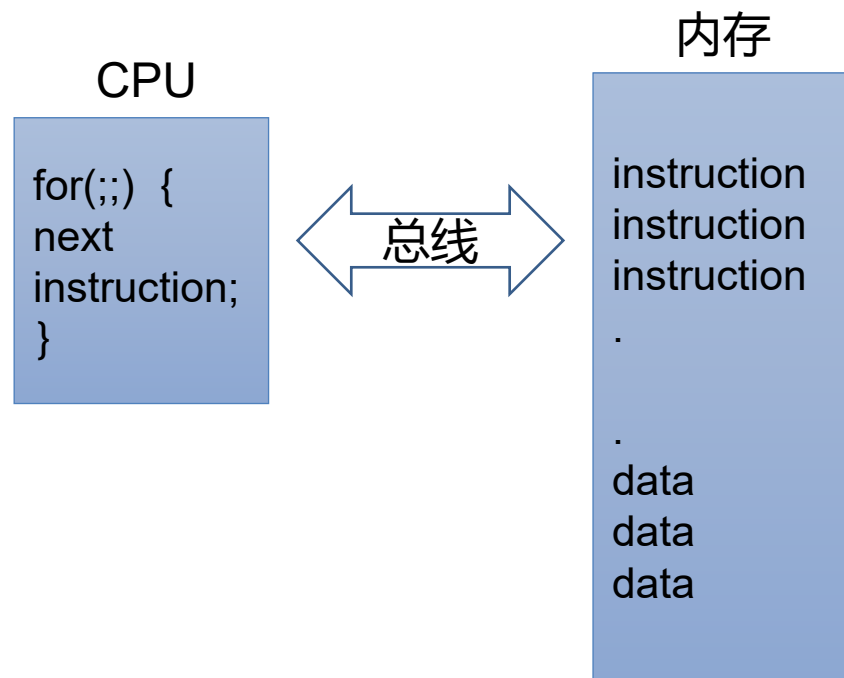 CPU
for(;;) {
next
instruction;
}
总线
内存
instruction
instruction
instruction
.
.
data
data
data